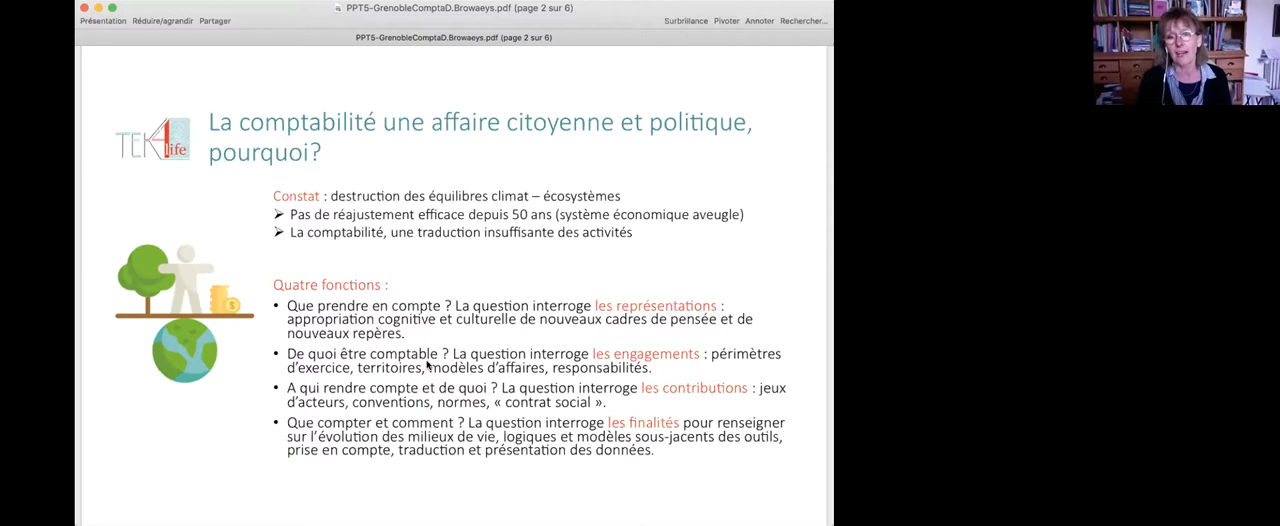 PPT5-GrenobleComptaD.Browaeys.pdf (page 2 sur 6)
Présentation Réduire/agrandir Partager Surbrillance Pivoter Annoter Rechercher...
PPT5-GrenobleComptaD.Browaeys.pdf (page 2 sur 6)
TEK4life
La comptabilité une affaire citoyenne et politique,
pourquoi?
Constat : destruction des équilibres climat – écosystèmes
➢ Pas de réajustement efficace depuis 50 ans (système économique aveugle)
➢ La comptabilité, une traduction insuffisante des activités
Quatre fonctions :
• Que prendre en compte ? La question interroge les représentations :
appropriation cognitive et culturelle de nouveaux cadres de pensée et de
nouveaux repères.
• De quoi être comptable ? La question interroge les engagements : périmètres
d’exercice, territoires, modèles d’affaires, responsabilités.
• A qui rendre compte et de quoi ? La question interroge les contributions : jeux
d’acteurs, conventions, normes, « contrat social ».
• Que compter et comment ? La question interroge les finalités pour renseigner
sur l’évolution des milieux de vie, logiques et modèles sous-jacents des outils,
prise en compte, traduction et présentation des données.
$